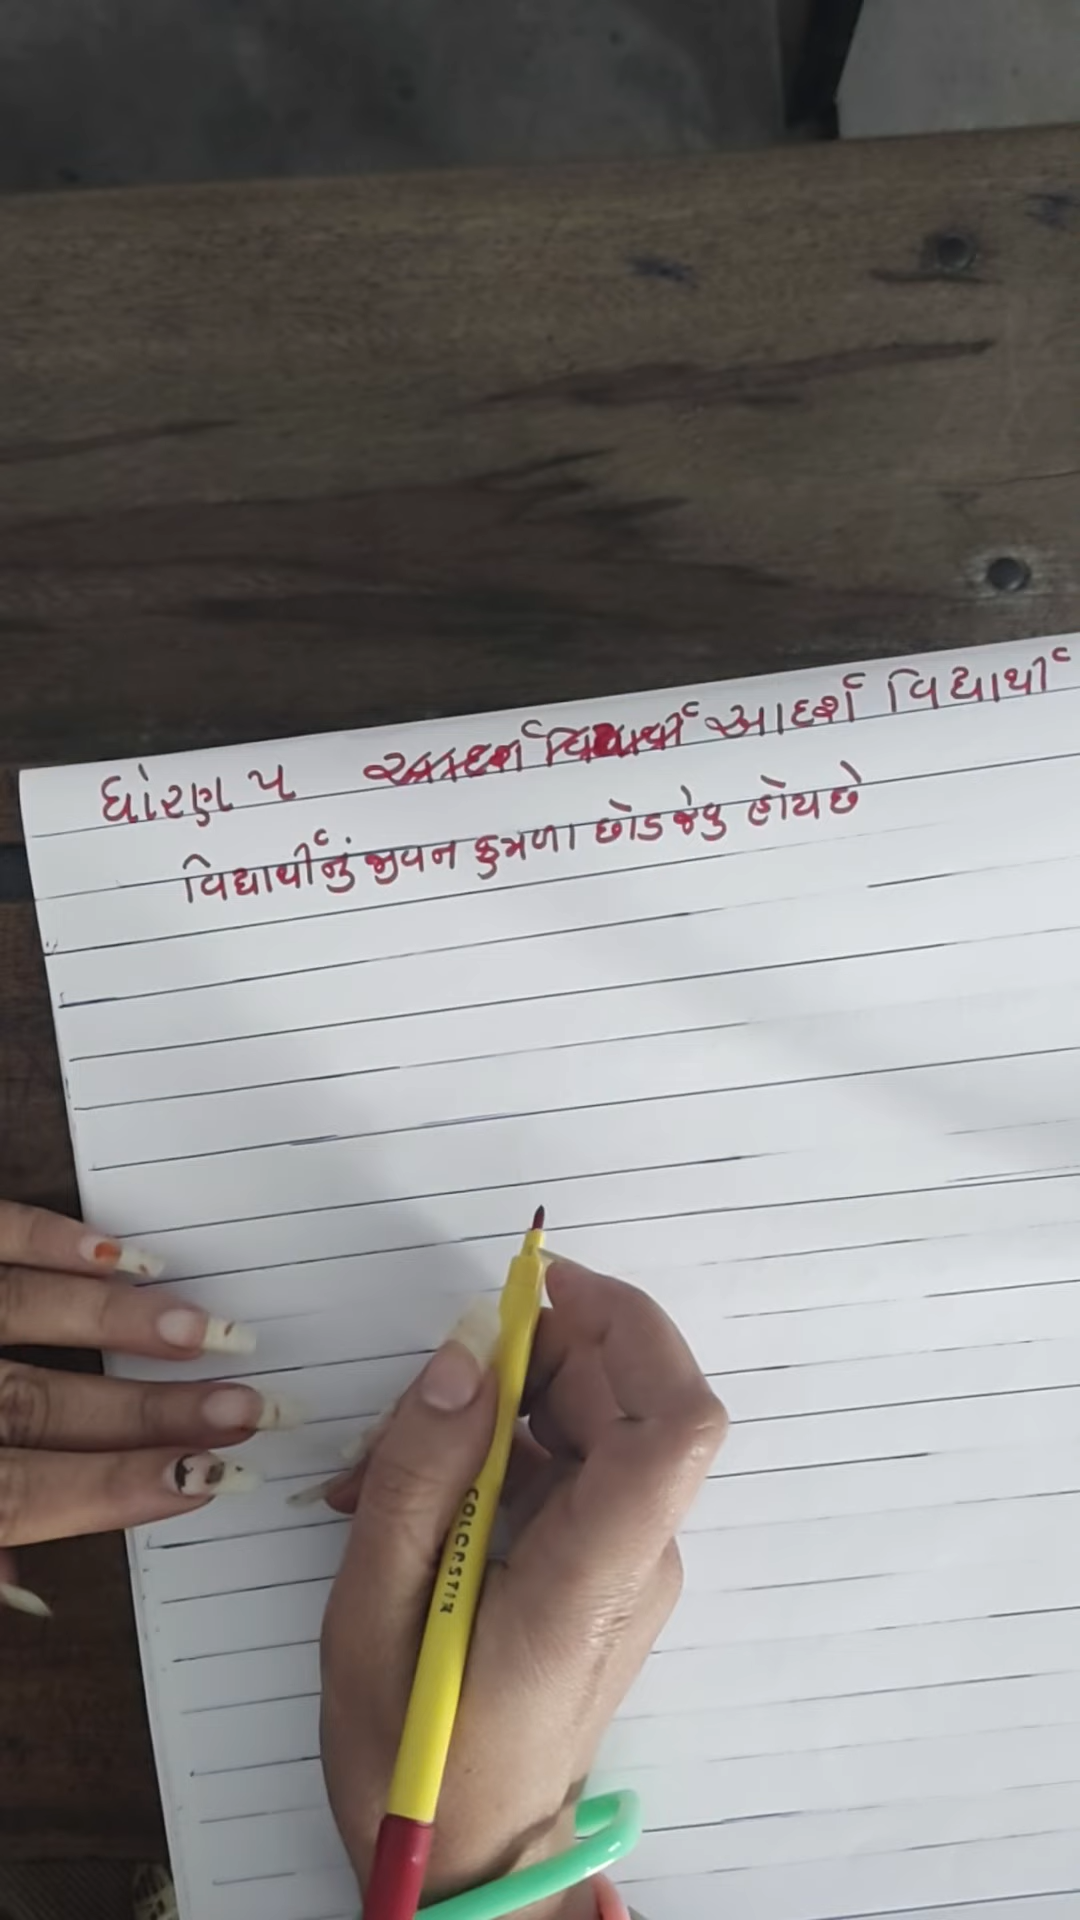 ધોરણ ૫ આદર્શ વિદ્યાર્થી
વિદ્યાર્થીનું જીવન કુમળા છોડ જેવુ હોય છે
COLORSTIX